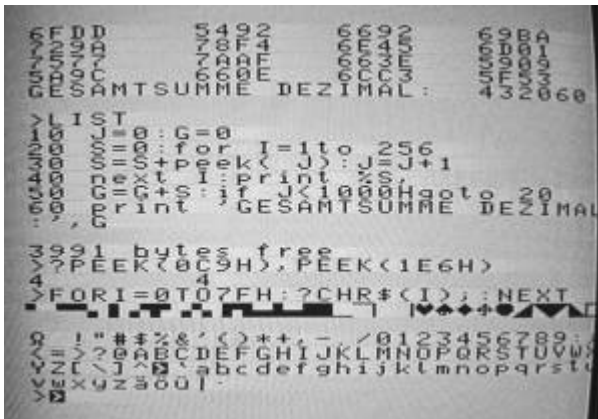 6FDD 5492 6692 69BA
729A 78F4 6E45 6D01
7577 7AAF 663E 5909
5A9C 660E 6CC3 5F53
GESAMTSUMME DEZIMAL: 432060
>LIST
10 J=0:G=0
20 S=0:for I=1to 256
30 S=S+peek( J):J=J+1
40 next I:print %S,
50 G=G+S:if J<1000Hgoto 20
60 print 'GESAMTSUMME DEZIMAL
:',G
3991 bytes free
>?PEEK(0C9H),PEEK(1E6H)
4 4
>FORI=0TO7FH:?CHR$(I);:NEXT
Ω !"#$%&'()*+,-./0123456789:;
<=>?@ABCDEFGHIJKLMNOPQRSTUVWX
YZ[\]^ `abcdefghijklmnopqrstu
vwxyzäöü|
>